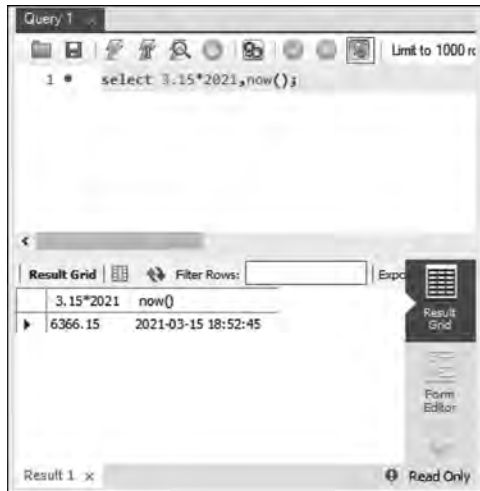 Query 1
Limit to 1000 rc
1 select 3.15*2021,now();
Result Grid Filter Rows: Expo
3.15*2021 now()
6366.15 2021-03-15 18:52:45
Result
Grid
Form
Editor
Result 1 x Read Only